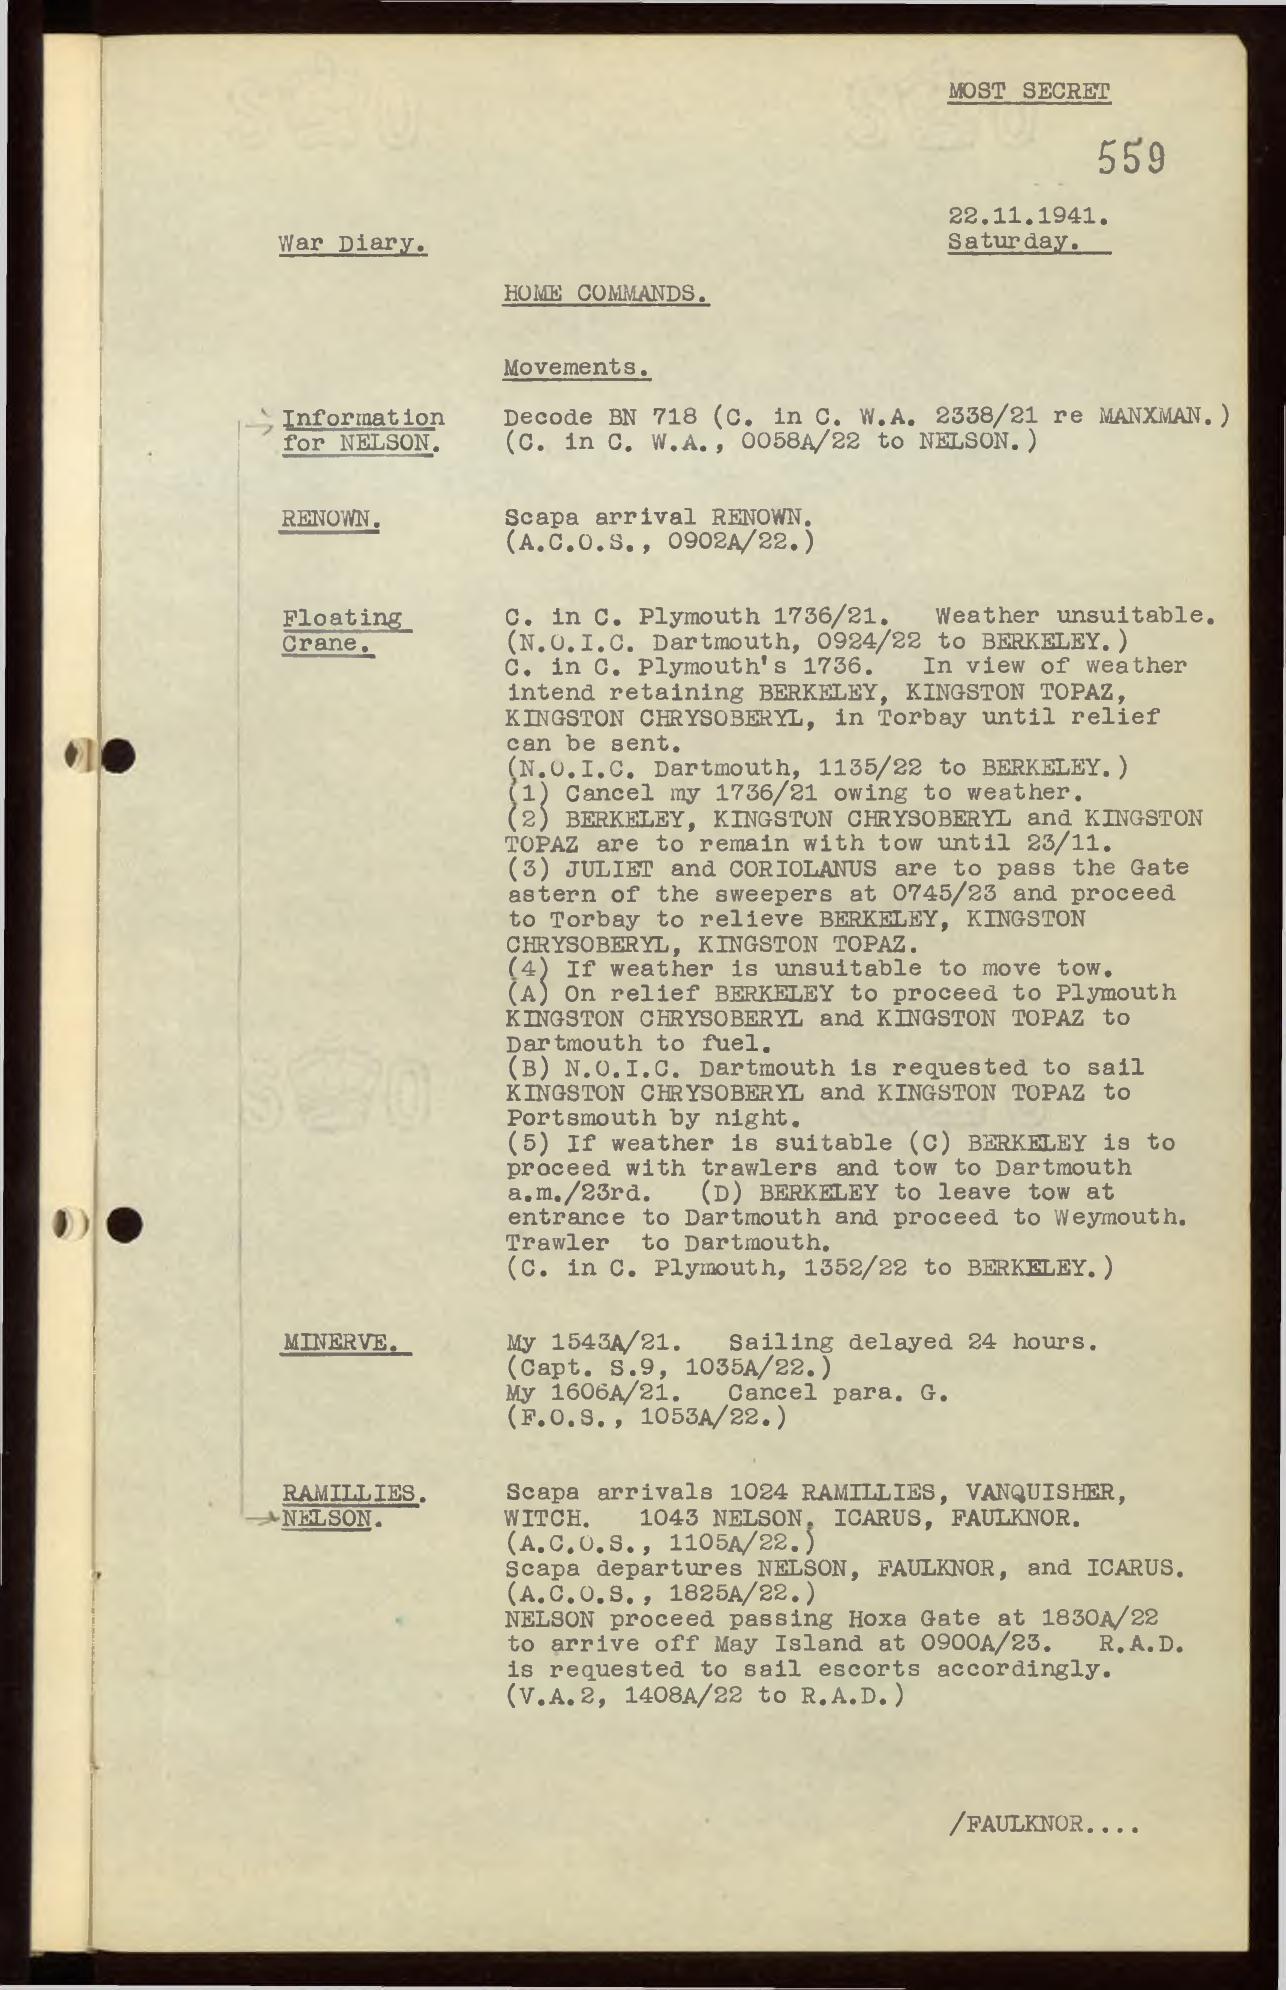 MOST SECRET
559
22.11.1941.
War Diary.
Saturday.
HOME COMMANDS.
Movements.
Information
for NELSON.
Decode BN 718 (C. in C. W.A. 2338/21 re MANXMAN.)
(C. in C. W.A., 0058A/22 to NELSON.)
RENOWN.
Scapa arrival RENOWN.
(A.C.O.S., 0902A/22.)
Floating
Crane.
C. in C. Plymouth 1736/21. Weather unsuitable.
(N.O.I.C. Dartmouth, 0924/22 to BERKELEY.)
C. in C. Plymouth's 1736. In view of weather
intend retaining BERKELEY, KINGSTON TOPAZ,
KINGSTON CHRYSOBERYL, in Torbay until relief
can be sent.
(N.O.I.C. Dartmouth, 1135/22 to BERKELEY.)
(1) Cancel my 1736/21 owing to weather.
(2) BERKELEY, KINGSTON CHRYSOBERYL and KINGSTON
TOPAZ are to remain with tow until 23/11.
(3) JULIET and CORIOLANUS are to pass the Gate
astern of the sweepers at 0745/23 and proceed
to Torbay to relieve BERKELEY, KINGSTON
CHRYSOBERYL, KINGSTON TOPAZ.
(4) If weather is unsuitable to move tow.
(A) On relief BERKELEY to proceed to Plymouth
KINGSTON CHRYSOBERYL and KINGSTON TOPAZ to
Dartmouth to fuel.
(B) N.O.I.C. Dartmouth is requested to sail
KINGSTON CHRYSOBERYL and KINGSTON TOPAZ to
Portsmouth by night.
(5) If weather is suitable (C) BERKELEY is to
proceed with trawlers and tow to Dartmouth
a.m./23rd. (D) BERKELEY to leave tow at
entrance to Dartmouth and proceed to Weymouth.
Trawler to Dartmouth.
(C. in C. Plymouth, 1352/22 to BERKELEY.)
MINERVE.
My 1543A/21. Sailing delayed 24 hours.
(Capt. S.9, 1035A/22.)
My 1606A/21. Cancel para. G.
(F.O.S., 1053A/22.)
RAMILLIES.
NELSON.
Scapa arrivals 1024 RAMILLIES, VANQUISHER,
WITCH. 1043 NELSON, ICARUS, FAULKNOR.
(A.C.O.S., 1105A/22.)
Scapa departures NELSON, FAULKNOR, and ICARUS.
(A.C.O.S., 1825A/22.)
NELSON proceed passing Hoxa Gate at 1830A/22
to arrive off May Island at 0900A/23. R.A.D.
is requested to sail escorts accordingly.
(V.A.2, 1408A/22 to R.A.D.)
/FAULKNOR....